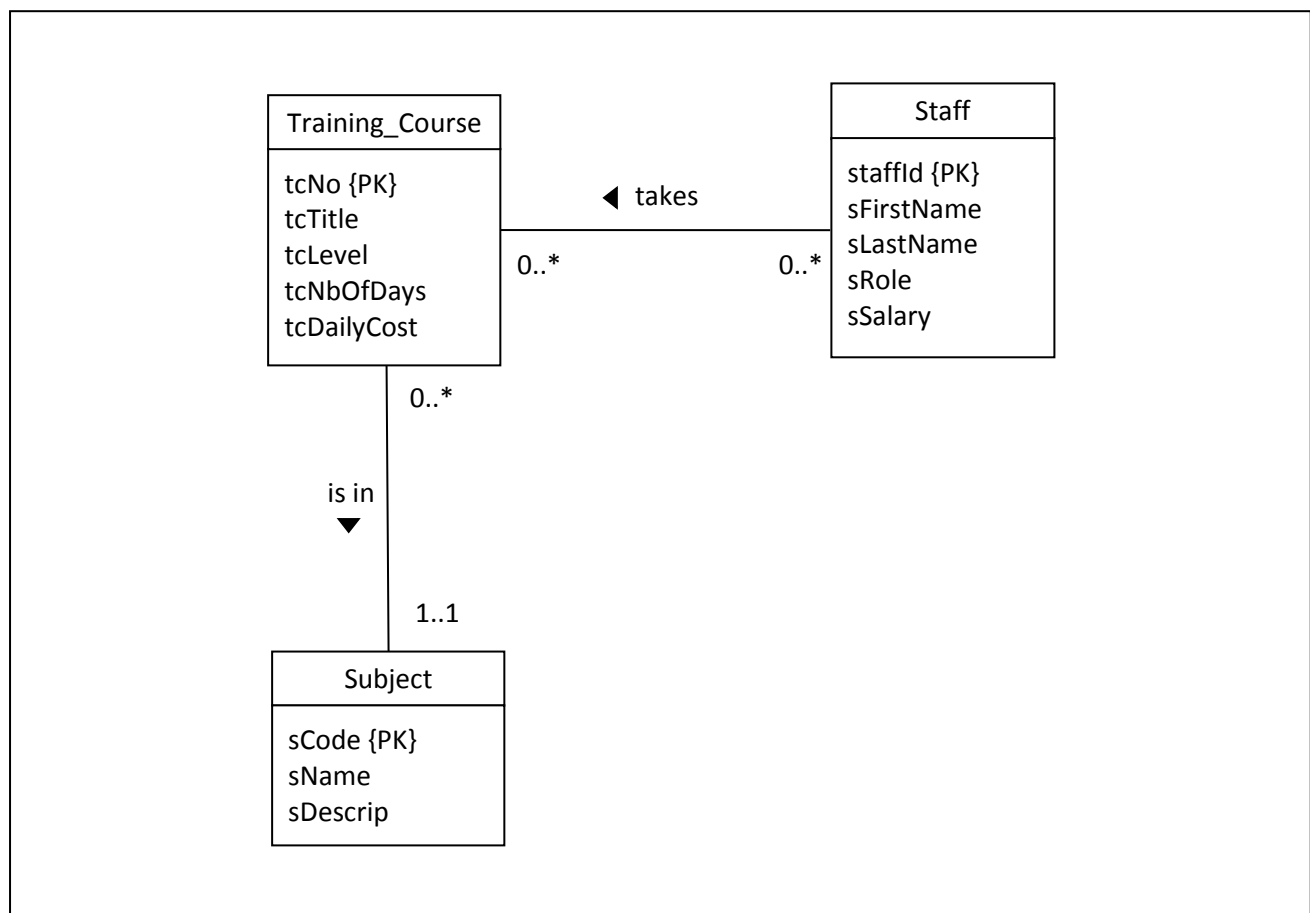 Training_Course
tcNo {PK}
tcTitle
tcLevel
tcNbOfDays
tcDailyCost
takes
0..*
0..*
Staff
staffId {PK}
sFirstName
sLastName
sRole
sSalary
0..*
is in
1..1
Subject
sCode {PK}
sName
sDescrip